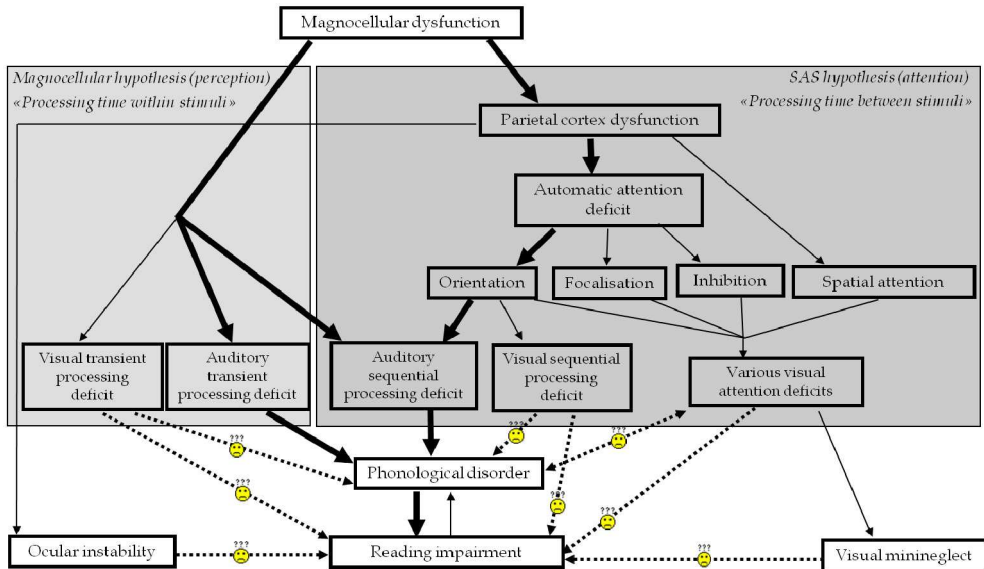 Magnocellular dysfunction
Magnocellular hypothesis (perception)
«Processing time within stimuli»
SAS hypothesis (attention)
«Processing time between stimuli»
Parietal cortex dysfunction
Automatic attention
deficit
Orientation
Focalisation
Inhibition
Spatial attention
Visual transient
processing
deficit
Auditory
transient
processing deficit
Auditory
sequential
processing deficit
Visual sequential
processing
deficit
Various visual
attention deficits
???
???
???
Phonological disorder
???
???
???
Ocular instability
???
Reading impairment
???
Visual minineglect